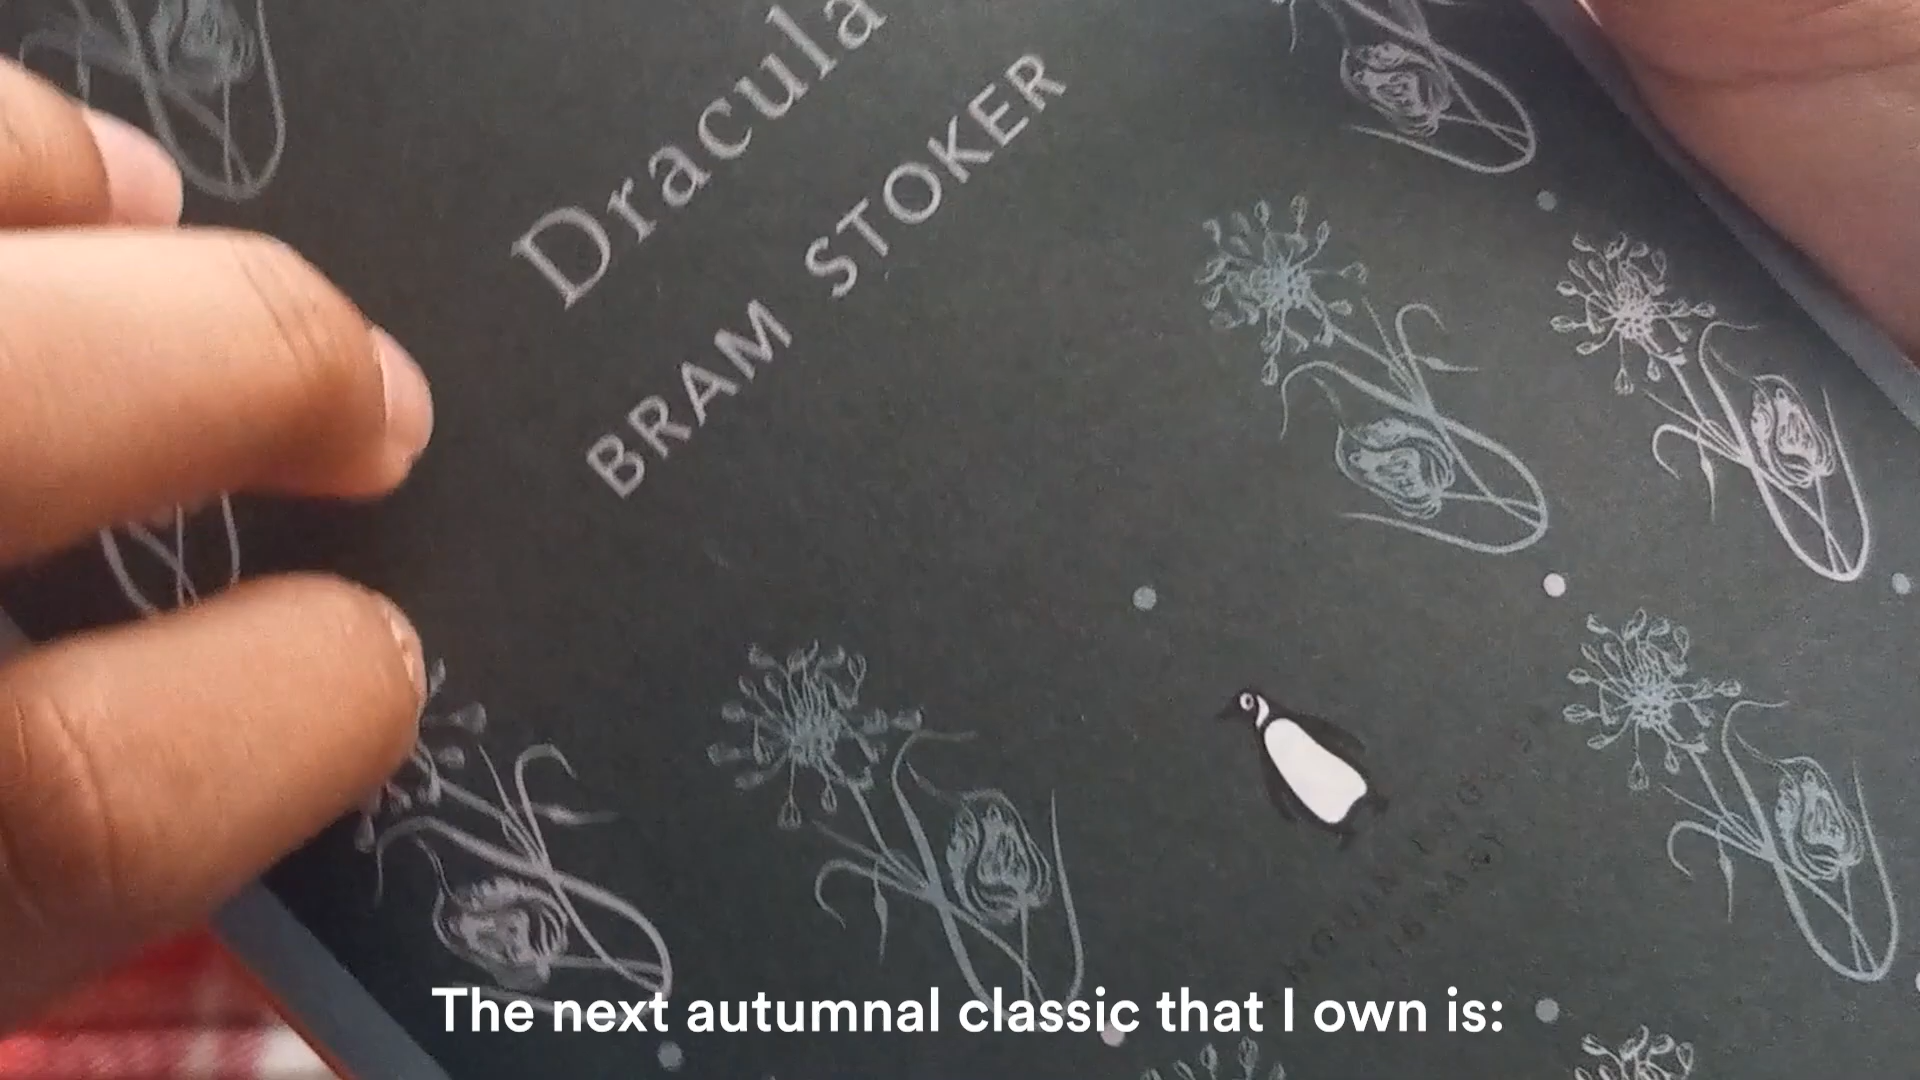 Dracula
BRAM STOKER
The next autumnal classic that I own is: